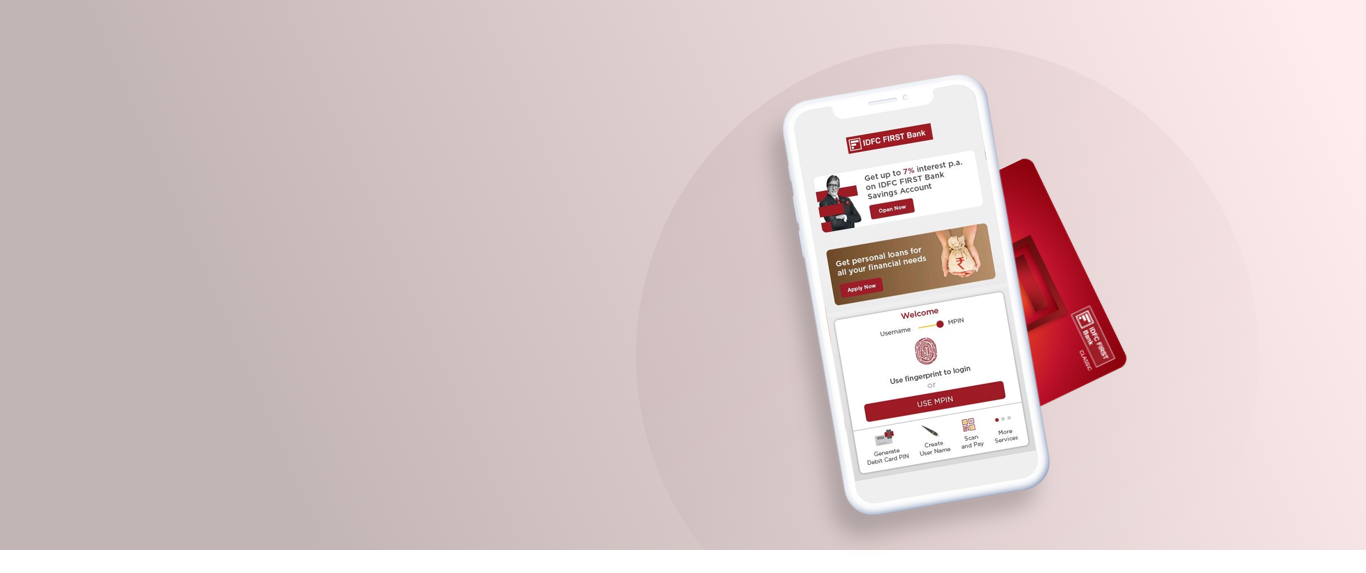 IDFC FIRST Bank
Get up to 7% interest p.a.
on IDFC FIRST Bank
Savings Account
Open Now
Get personal loans for
all your financial needs
Apply Now
Welcome
Username
MPIN
Use fingerprint to login
or
USE MPIN
Generate
Debit Card PIN
Create
User Name
Scan
and Pay
More
Services
IDFC FIRST
Bank
CLASSIC